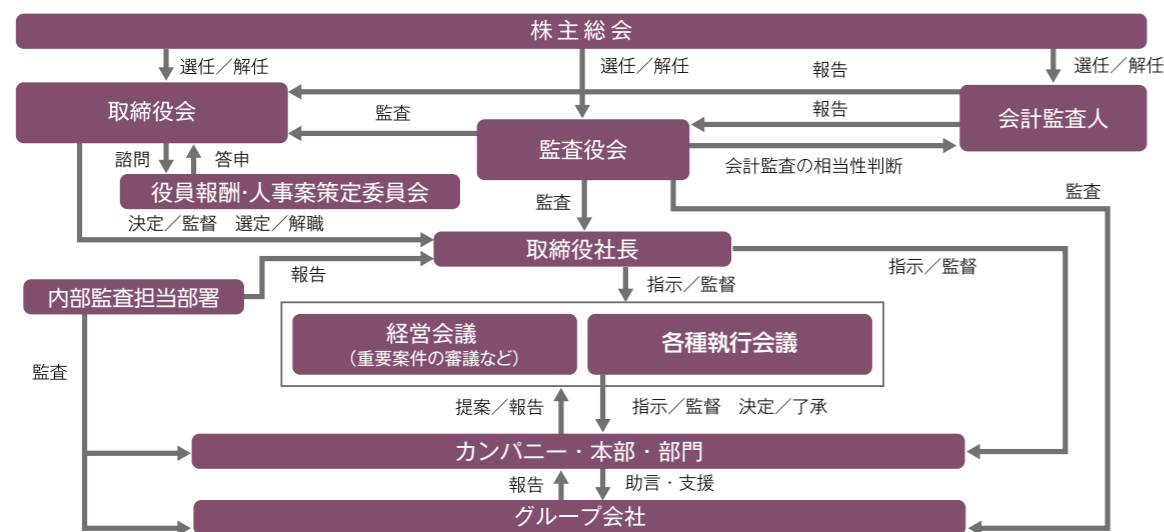 株主総会
選任／解任
選任／解任
選任／解任
報告
取締役会
監査
報告
会計監査人
監査役会
諮問
答申
会計監査の相当性判断
役員報酬・人事案策定委員会
監査
監査
決定／監督　選定／解職
取締役社長
指示／監督
報告
指示／監督
内部監査担当部署
経営会議
（重要案件の審議など）
各種執行会議
監査
提案／報告
指示／監督　決定／了承
カンパニー・本部・部門
報告
助言・支援
グループ会社